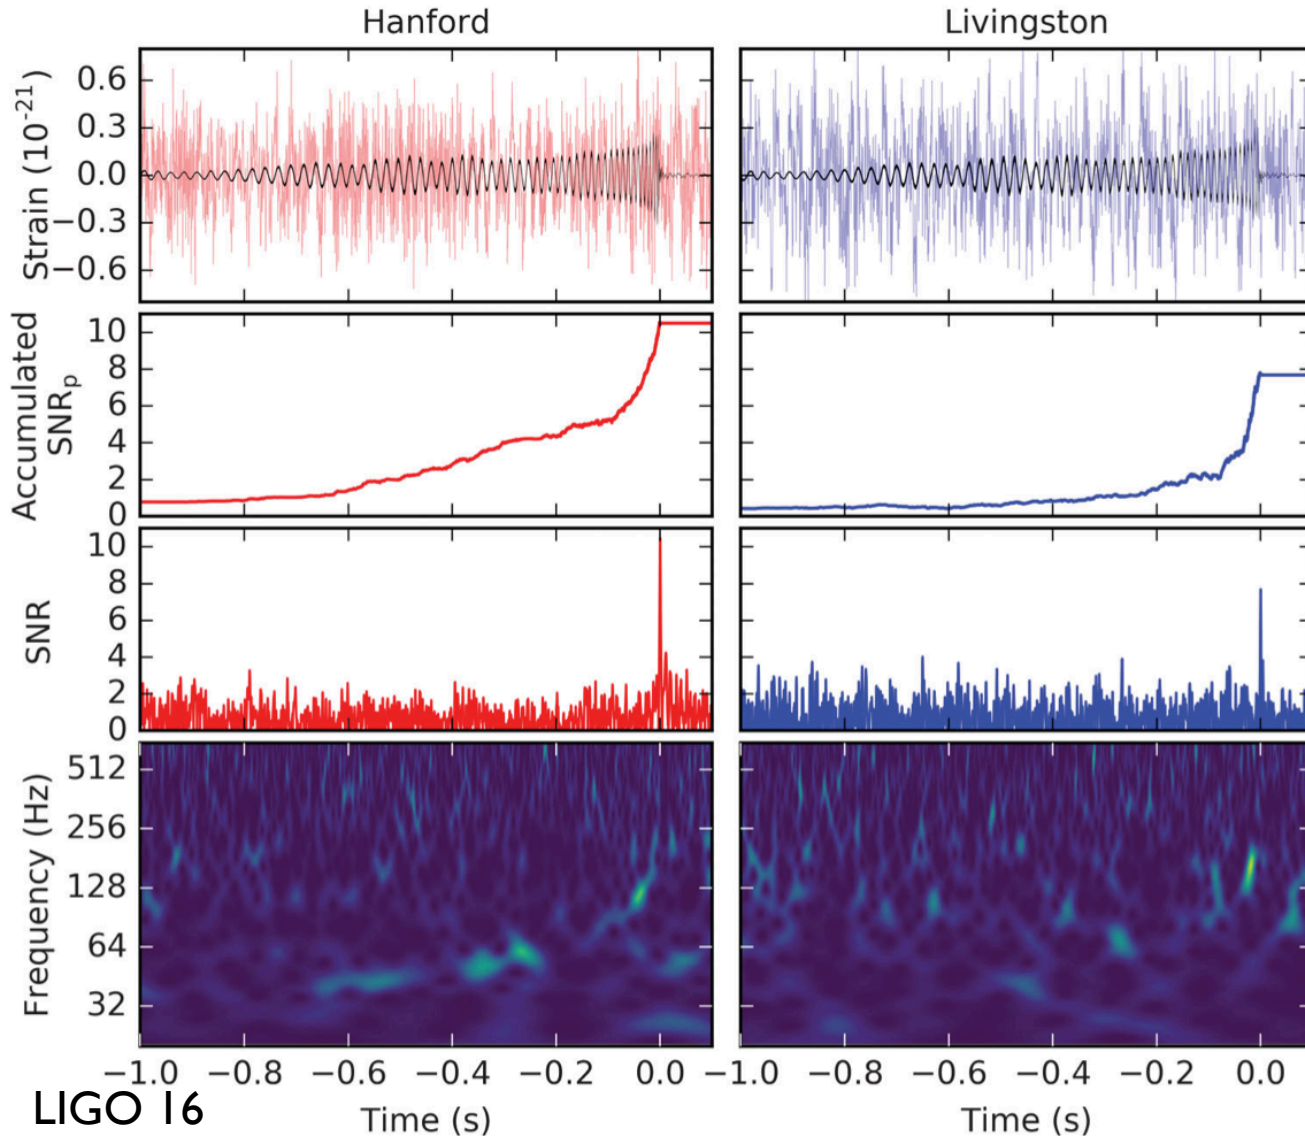 Hanford
Livingston
Strain (10⁻²¹)
0.6
0.3
0.0
−0.3
−0.6
Accumulated
SNRₚ
10
8
6
4
2
0
SNR
10
8
6
4
2
0
Frequency (Hz)
512
256
128
64
32
−1.0 −0.8 −0.6 −0.4 −0.2 0.0
−1.0 −0.8 −0.6 −0.4 −0.2 0.0
Time (s)
Time (s)
LIGO 16